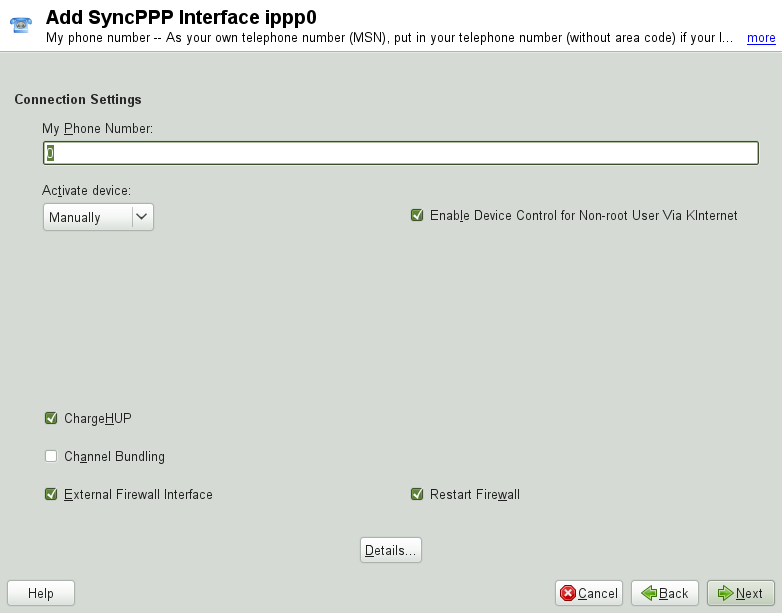 Add SyncPPP Interface ippp0
My phone number -- As your own telephone number (MSN), put in your telephone number (without area code) if your l... more
Connection Settings
My Phone Number:
0
Activate device:
Manually
Enable Device Control for Non-root User Via KInternet
ChargeHUP
Channel Bundling
External Firewall Interface Restart Firewall
Details...
Help Cancel Back Next